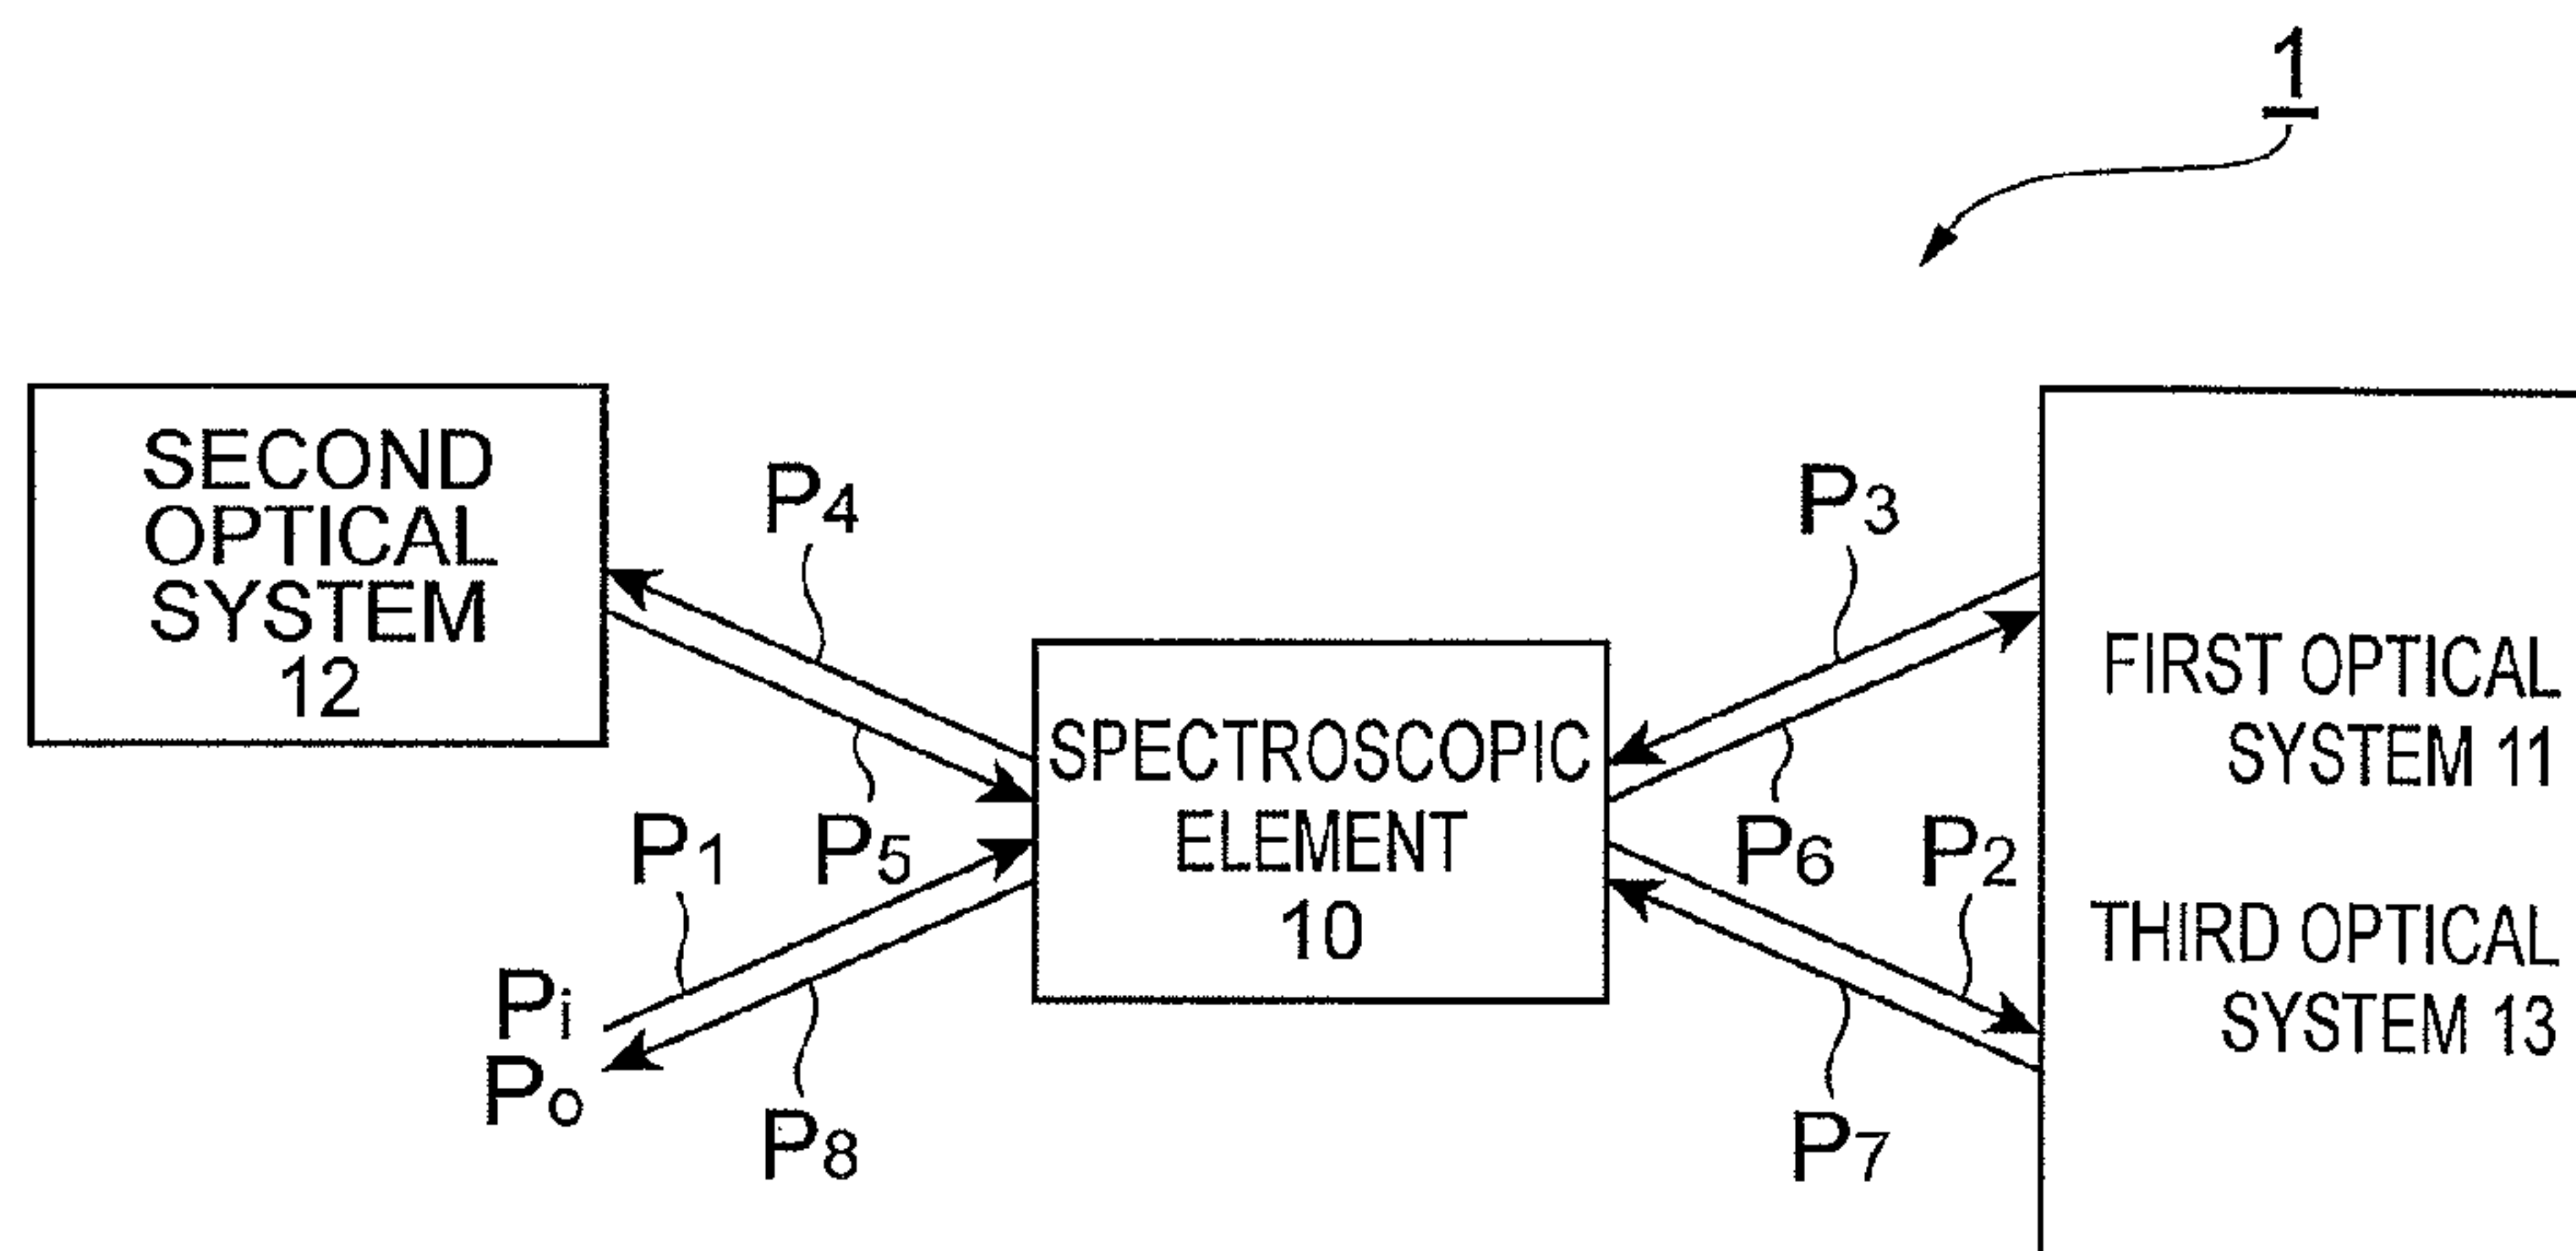 1
SECOND
OPTICAL
SYSTEM
12
P4
P3
FIRST OPTICAL
SYSTEM 11
SPECTROSCOPIC
ELEMENT
10
P1
P5
P6
P2
THIRD OPTICAL
SYSTEM 13
Pi
Po
P8
P7